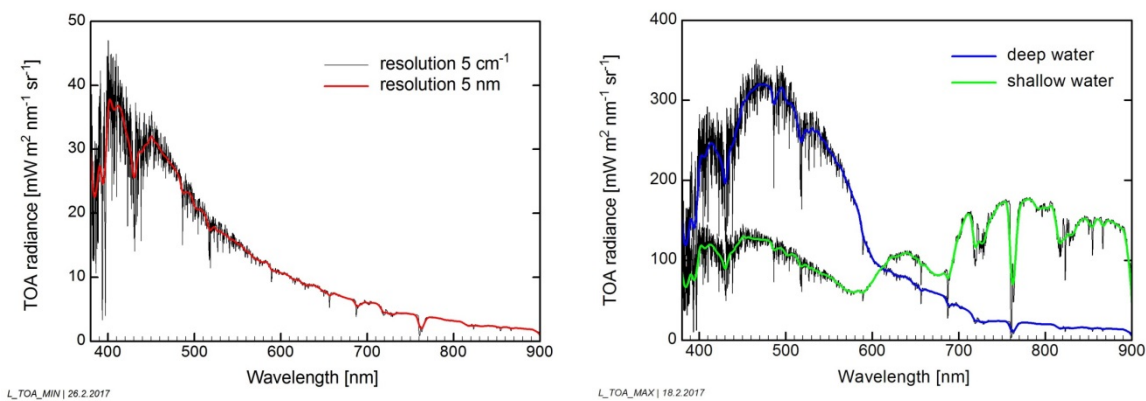 TOA radiance [mW m² nm⁻¹ sr⁻¹]
50
40
30
20
10
0
resolution 5 cm⁻¹
resolution 5 nm
400 500 600 700 800 900
Wavelength [nm]
L_TOA_MIN | 26.2.2017
TOA radiance [mW m² nm⁻¹ sr⁻¹]
400
300
200
100
0
deep water
shallow water
400 500 600 700 800 900
Wavelength [nm]
L_TOA_MAX | 18.2.2017